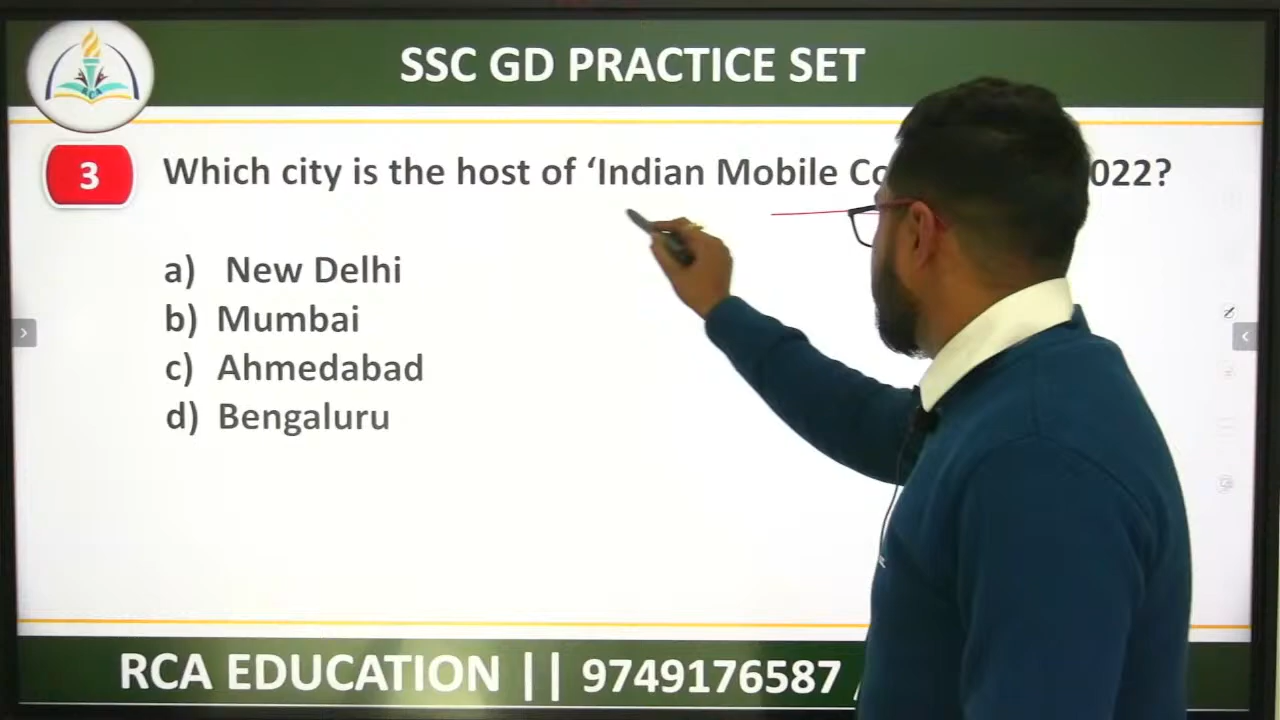 SSC GD PRACTICE SET
3 Which city is the host of ‘Indian Mobile 022?
a) New Delhi
b) Mumbai
c) Ahmedabad
d) Bengaluru
RCA EDUCATION || 9749176587 /